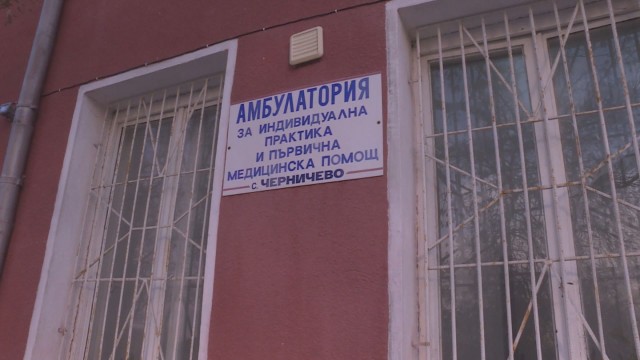 АМБУЛАТОРИЯ
ЗА ИНДИВИДУАЛНА
ПРАКТИКА
И ПЪРВИЧНА
МЕДИЦИНСКА ПОМОЩ
С. ЧЕРНИЧЕВО